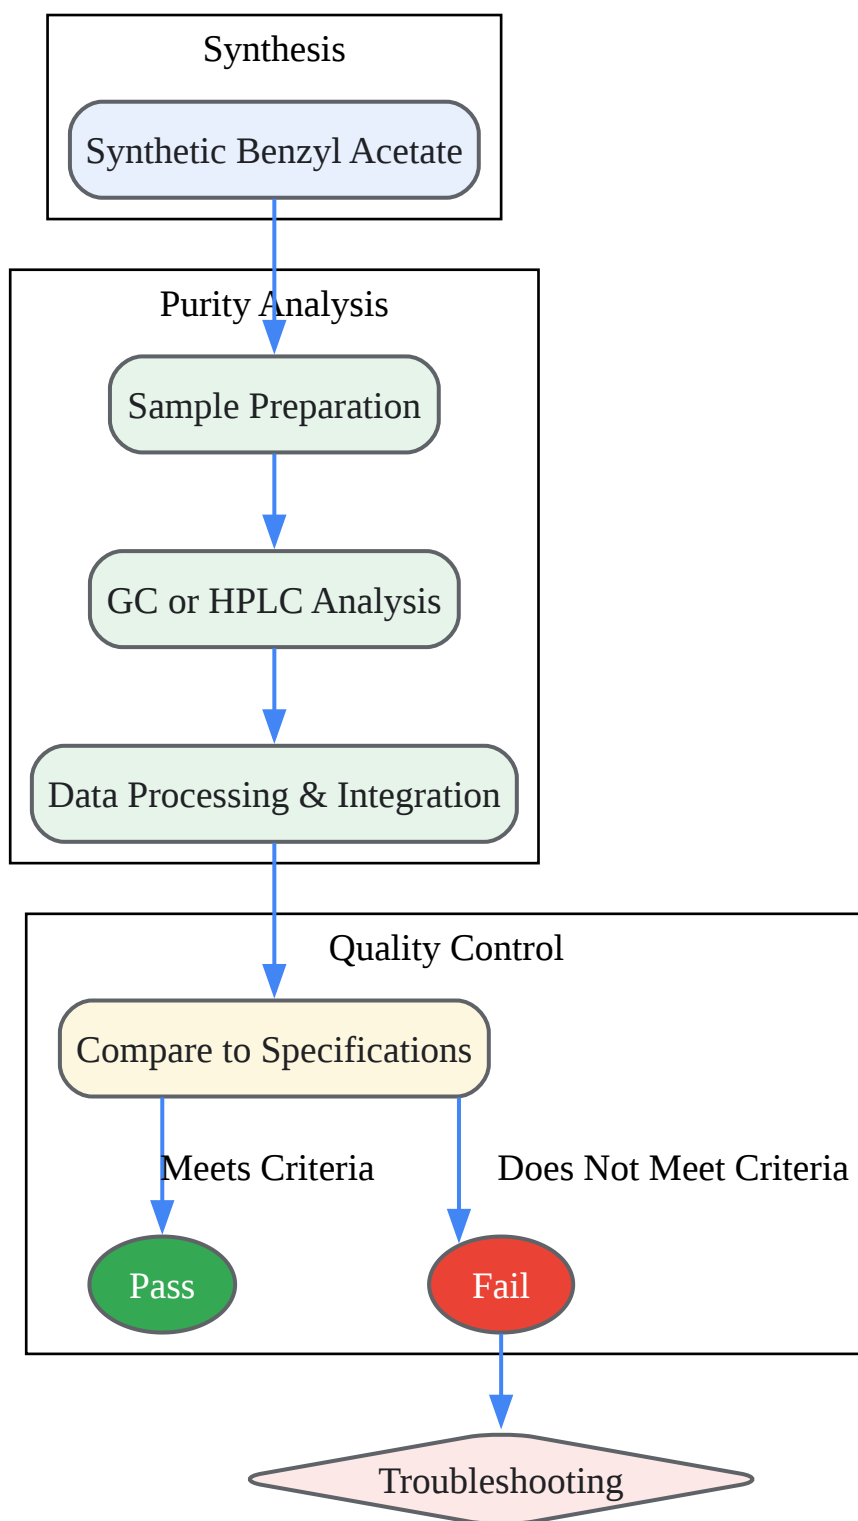 Synthesis
Synthetic Benzyl Acetate
Purity Analysis
Sample Preparation
GC or HPLC Analysis
Data Processing & Integration
Quality Control
Compare to Specifications
Meets Criteria
Does Not Meet Criteria
Pass
Fail
Troubleshooting